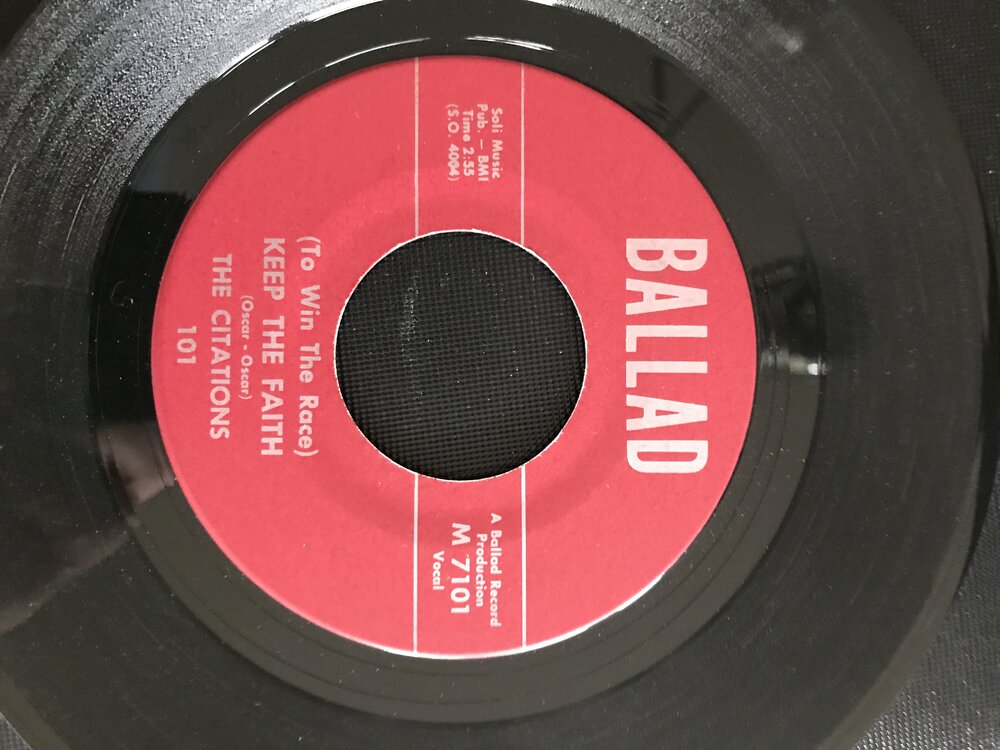 BALLAD
Soli Music
Pub. — BMI
Time 2:55
(S.O. 4004)
A Ballad Record
Production
M 7101
Vocal
(To Win The Race)
KEEP THE FAITH
(Oscar - Oscar)
THE CITATIONS
101